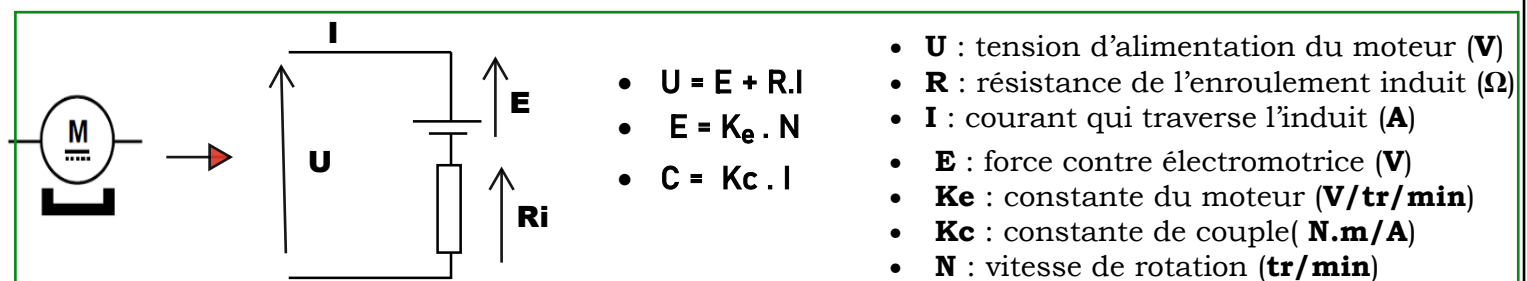 M
I
U
E
Ri
• U = E + R.I
• E = Ke . N
• C = Kc . I
• U : tension d’alimentation du moteur (V)
• R : résistance de l’enroulement induit (Ω)
• I : courant qui traverse l’induit (A)
• E : force contre électromotrice (V)
• Ke : constante du moteur (V/tr/min)
• Kc : constante de couple( N.m/A)
• N : vitesse de rotation (tr/min)